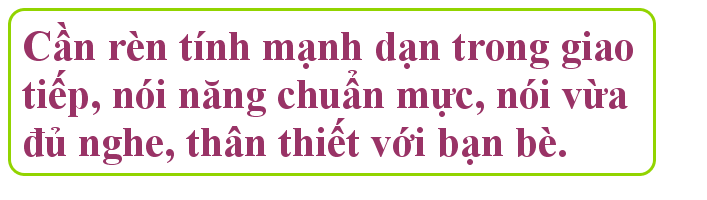 Cần rèn tính mạnh dạn trong giao
tiếp, nói năng chuẩn mực, nói vừa
đủ nghe, thân thiết với bạn bè.